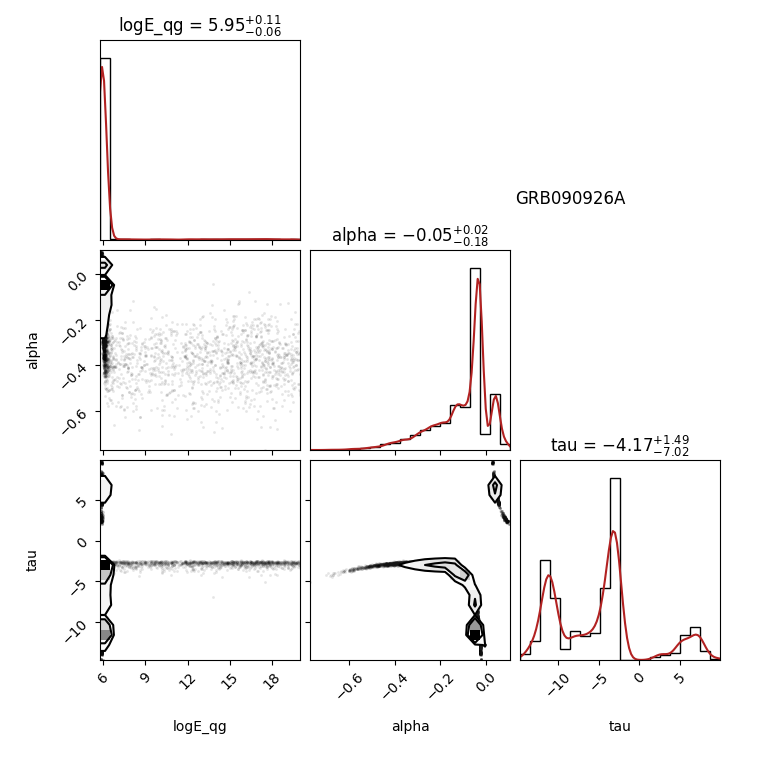 logE_qg = 5.95+0.11−0.06
GRB090926A
alpha = −0.05+0.02−0.18
0.0
−0.2
−0.4
−0.6
alpha
tau = −4.17+1.49−7.02
5
0
−5
−10
tau
6 9 12 15 18
−0.6 −0.4 −0.2 0.0
−10 −5 0 5
logE_qg alpha tau